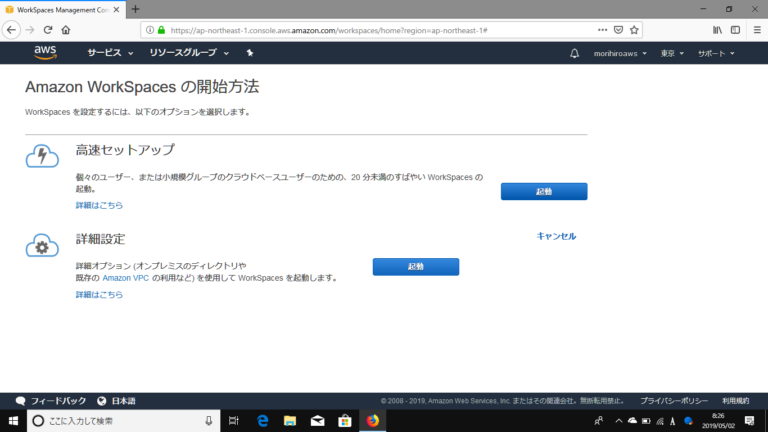 WorkSpaces Management Con
https://ap-northeast-1.console.aws.amazon.com/workspaces/home?region=ap-northeast-1#
aws
サービス
リソースグループ
morihiroaws
東京
サポート
Amazon WorkSpaces の開始方法
WorkSpaces を設定するには、以下のオプションを選択します。
高速セットアップ
個々のユーザー、または小規模グループのクラウドベースユーザーのための、20 分未満のすばやい WorkSpaces の
起動。
起動
詳細はこちら
詳細設定
キャンセル
詳細オプション (オンプレミスのディレクトリや
既存の Amazon VPC の利用など) を使用して WorkSpaces を起動します。
起動
詳細はこちら
フィードバック
日本語
© 2008 - 2019, Amazon Web Services, Inc. またはその関連会社。無断転用禁止。
プライバシーポリシー
利用規約
ここに入力して検索
A
8:26
2019/05/02